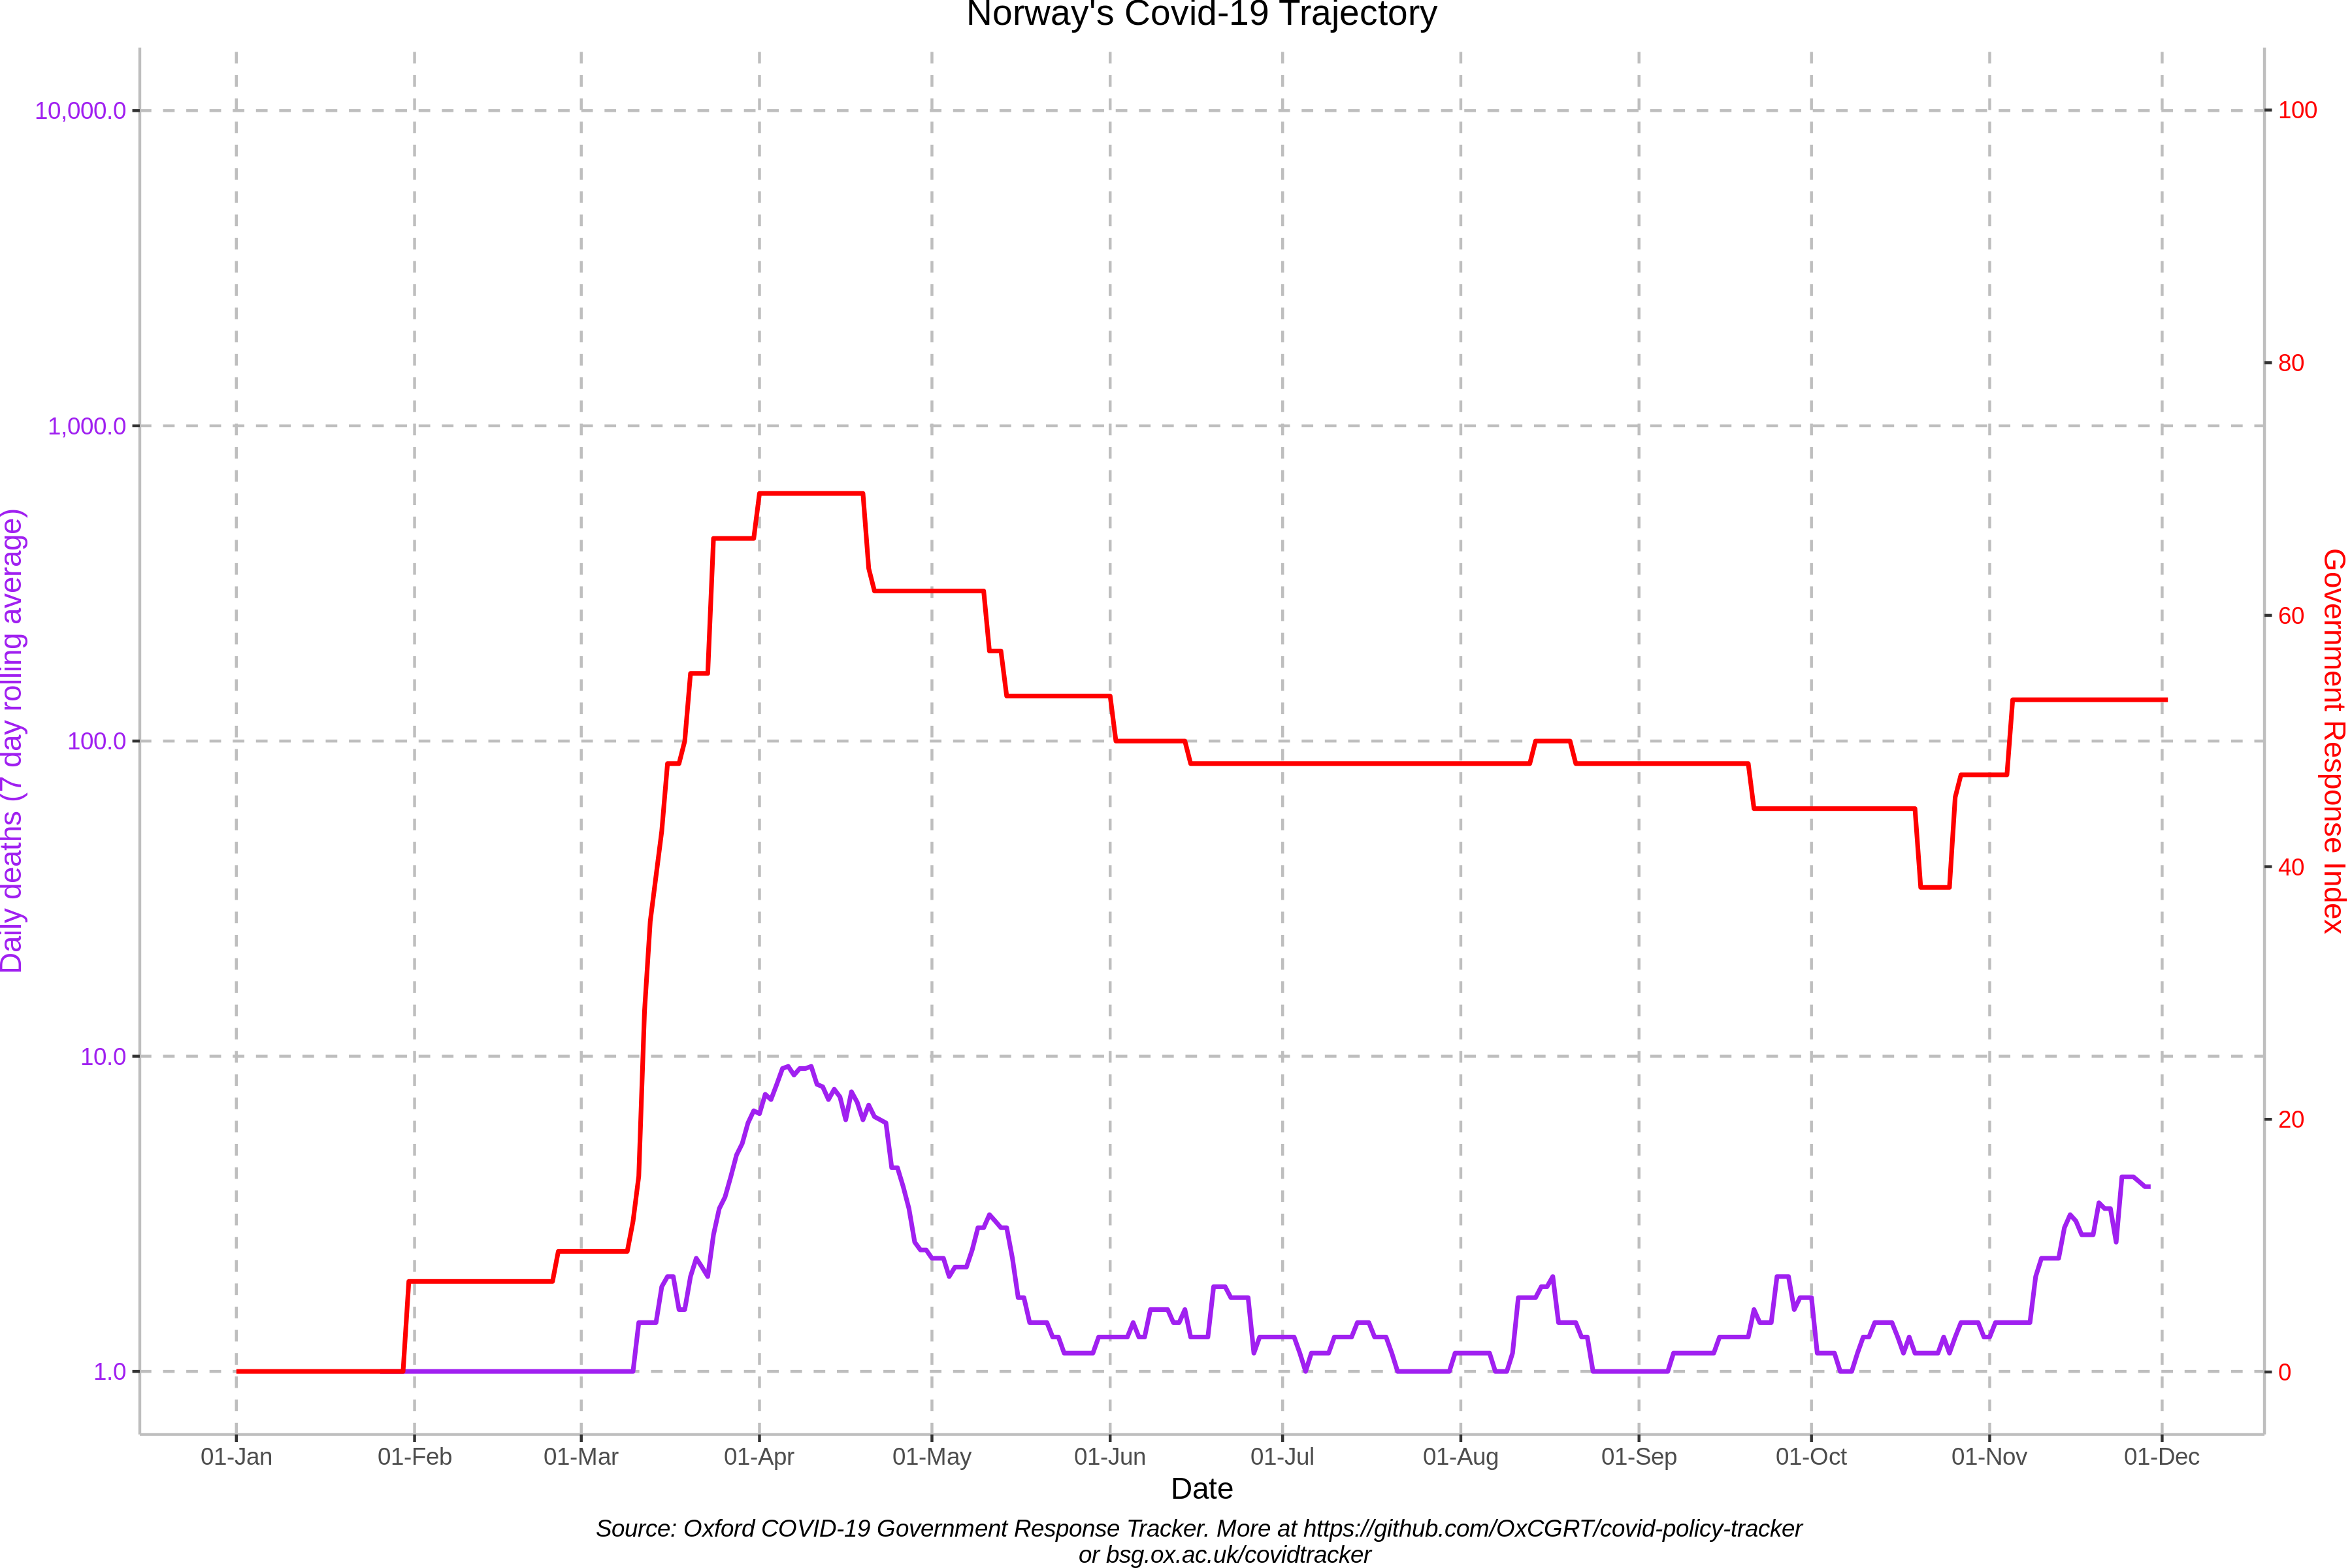 Norway's Covid-19 Trajectory
10,000.0
1,000.0
100.0
10.0
1.0
Daily deaths (7 day rolling average)
100
80
60
40
20
0
Government Response Index
01-Jan
01-Feb
01-Mar
01-Apr
01-May
01-Jun
01-Jul
01-Aug
01-Sep
01-Oct
01-Nov
01-Dec
Date
Source: Oxford COVID-19 Government Response Tracker. More at https://github.com/OxCGRT/covid-policy-tracker
or bsg.ox.ac.uk/covidtracker